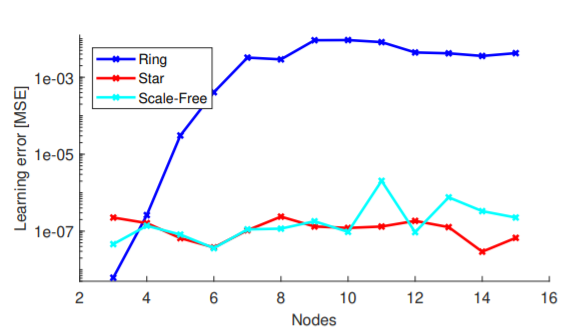 Ring
Star
Scale-Free
1e-03
1e-05
1e-07
Learning error [MSE]
2 4 6 8 10 12 14 16
Nodes